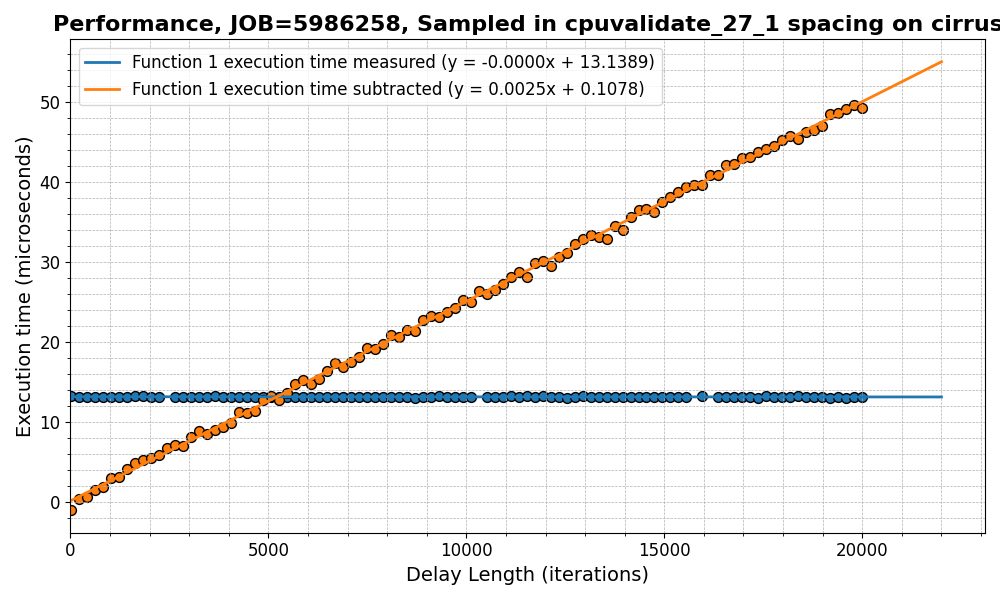 Performance, JOB=5986258, Sampled in cpuvalidate_27_1 spacing on cirrus
Function 1 execution time measured (y = -0.0000x + 13.1389)
Function 1 execution time subtracted (y = 0.0025x + 0.1078)
Execution time (microseconds)
50
40
30
20
10
0
0 5000 10000 15000 20000
Delay Length (iterations)